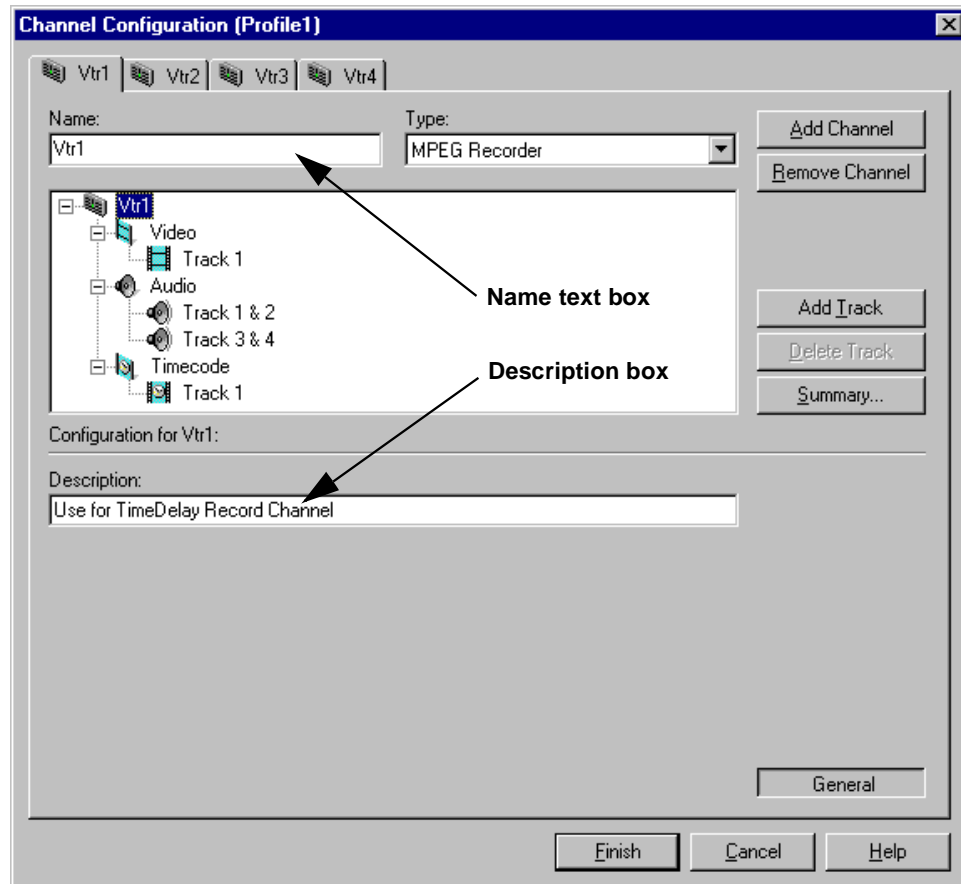 Channel Configuration (Profile1)
Vtr1 Vtr2 Vtr3 Vtr4
Name: Type:
Vtr1 MPEG Recorder
Add Channel
Remove Channel
Vtr1
Video
Track 1
Audio
Track 1 & 2
Track 3 & 4
Timecode
Track 1
Name text box
Description box
Add Track
Delete Track
Summary...
Configuration for Vtr1:
Description:
Use for TimeDelay Record Channel
General
Finish Cancel Help